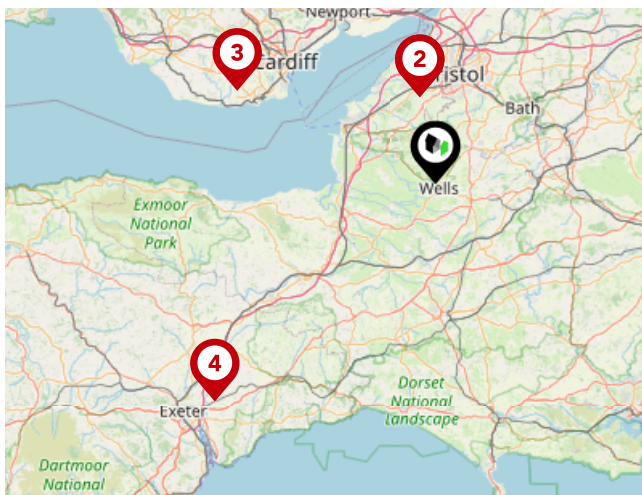 Newport
3
Cardiff
2
ristol
Bath
Wells
Exmoor
National
Park
4
Exeter
Dorset
National
Landscape
Dartmoor
National